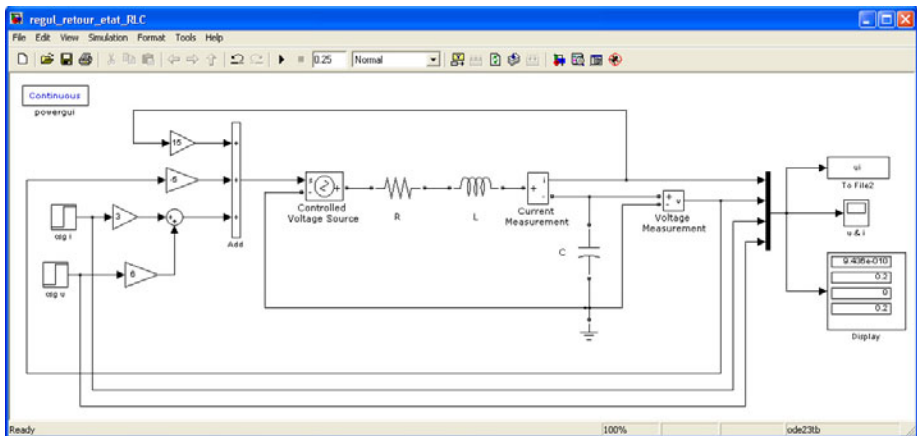 regul_retour_etat_RLC
File Edit View Simulation Format Tools Help
0.25 Normal
Continuous
powergui
15
-5
3
6
csg i
csg u
Add
s
Controlled
Voltage Source
R
L
i
Current
Measurement
C
v
Voltage
Measurement
ui
To File2
u & i
9.436e-010
0.2
0
0.2
Display
Ready 100% ode23tb